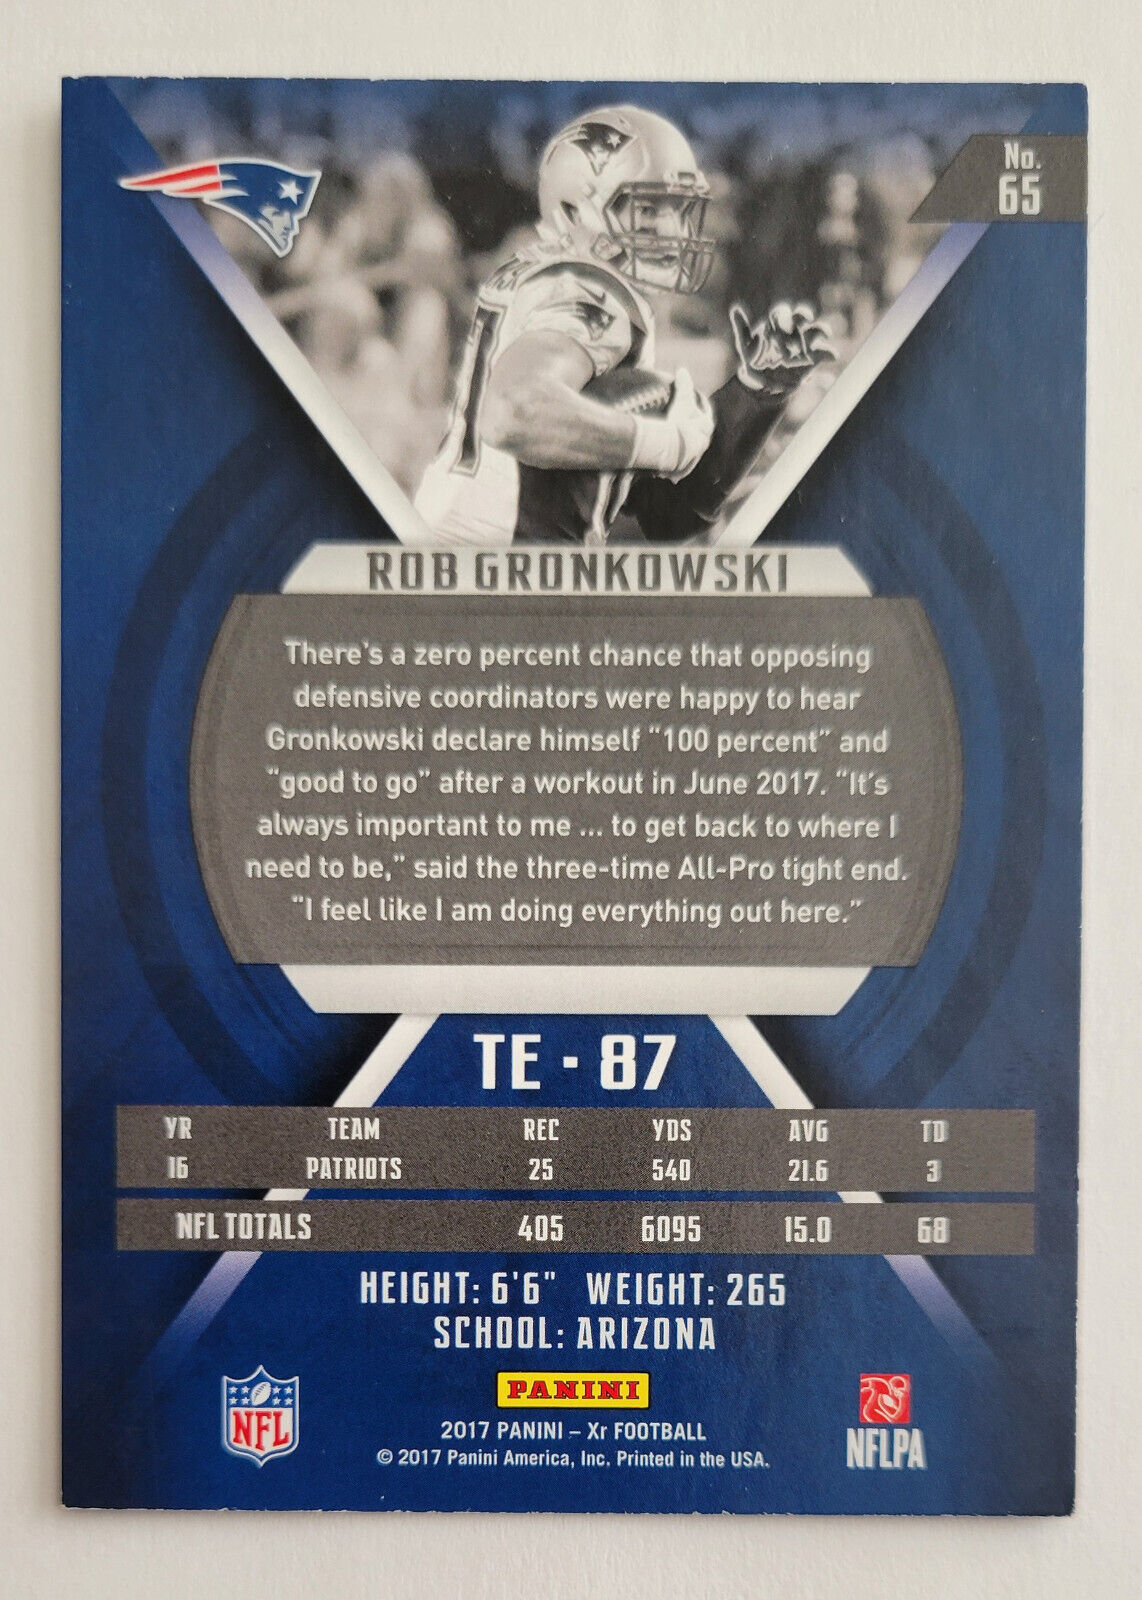 No.
65
ROB GRONKOWSKI
There's a zero percent chance that opposing
defensive coordinators were happy to hear
Gronkowski declare himself "100 percent" and
"good to go" after a workout in June 2017. "It's
always important to me ... to get back to where I
need to be," said the three-time All-Pro tight end.
"I feel like I am doing everything out here."
TE - 87
YR TEAM REC YDS AVG TD
16 PATRIOTS 25 540 21.6 3
NFL TOTALS 405 6095 15.0 68
HEIGHT: 6'6" WEIGHT: 265
SCHOOL: ARIZONA
NFL
PANINI
2017 PANINI – Xr FOOTBALL
© 2017 Panini America, Inc. Printed in the USA.
NFLPA